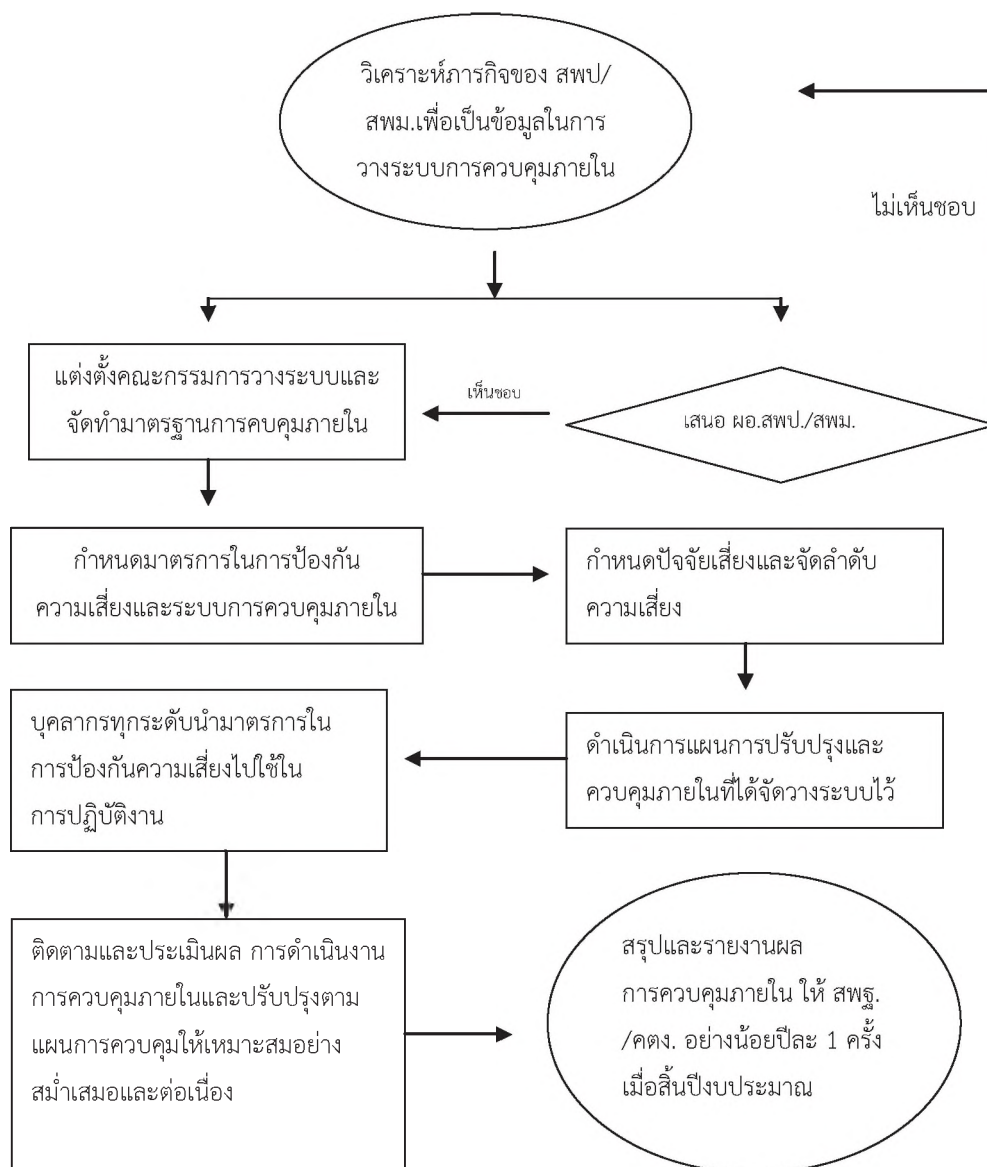 วิเคราะห์ภารกิจของ สพป/
สพม.เพื่อเป็นข้อมูลในการ
วางระบบการควบคุมภายใน
ไม่เห็นชอบ
แต่งตั้งคณะกรรมการวางระบบและ
จัดทำมาตรฐานการคบคุมภายใน
เห็นชอบ
เสนอ ผอ.สพป./สพม.
กำหนดมาตรการในการป้องกัน
ความเสี่ยงและระบบการควบคุมภายใน
กำหนดปัจจัยเสี่ยงและจัดลำดับ
ความเสี่ยง
บุคลากรทุกระดับนำมาตรการใน
การป้องกันความเสี่ยงไปใช้ใน
การปฏิบัติงาน
ดำเนินการแผนการปรับปรุงและ
ควบคุมภายในที่ได้จัดวางระบบไว้
ติดตามและประเมินผล การดำเนินงาน
การควบคุมภายในและปรับปรุงตาม
แผนการควบคุมให้เหมาะสมอย่าง
สม่ำเสมอและต่อเนื่อง
สรุปและรายงานผล
การควบคุมภายใน ให้ สพฐ.
/คตง. อย่างน้อยปีละ 1 ครั้ง
เมื่อสิ้นปีงบประมาณ